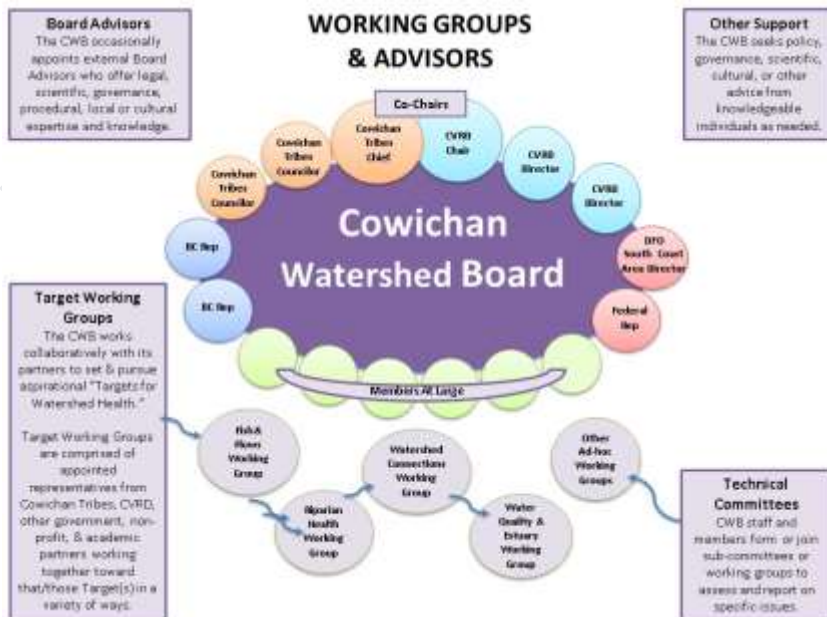 Board Advisors
The CWB occasionally
appoints external Board
Advisors who offer legal,
scientific, governance,
procedural, local or cultural
expertise and knowledge.
WORKING GROUPS
& ADVISORS
Other Support
The CWB seeks policy,
governance, scientific,
cultural, or other
advice from
knowledgeable
individuals as needed.
Co-Chairs
Cowichan
Tribes
Councilor
Cowichan
Tribes
Councilor
Cowichan
Tribes
Chief
CVRD
Chair
CVRD
Director
CVRD
Director
BC Rep
BC Rep
DFO
South Coast
Area Director
Federal
Rep
Cowichan
Watershed Board
Members At Large
Target Working
Groups
The CWB works
collaboratively with its
partners to set & pursue
aspirational "Targets for
Watershed Health."
Target Working Groups
are comprised of
appointed
representatives from
Cowichan Tribes, CVRD,
other government, non-
profit, & academic
partners working
together toward
that/those Target(s) in a
variety of ways.
Fish &
Flows
Working
Group
Riparian
Health
Working
Group
Watershed
Connections
Working
Group
Water
Quality &
Estuary
Working
Group
Other
Ad-hoc
Working
Groups
Technical
Committees
CWB staff and
members form or join
sub-committees or
working groups to
assess and report on
specific issues.